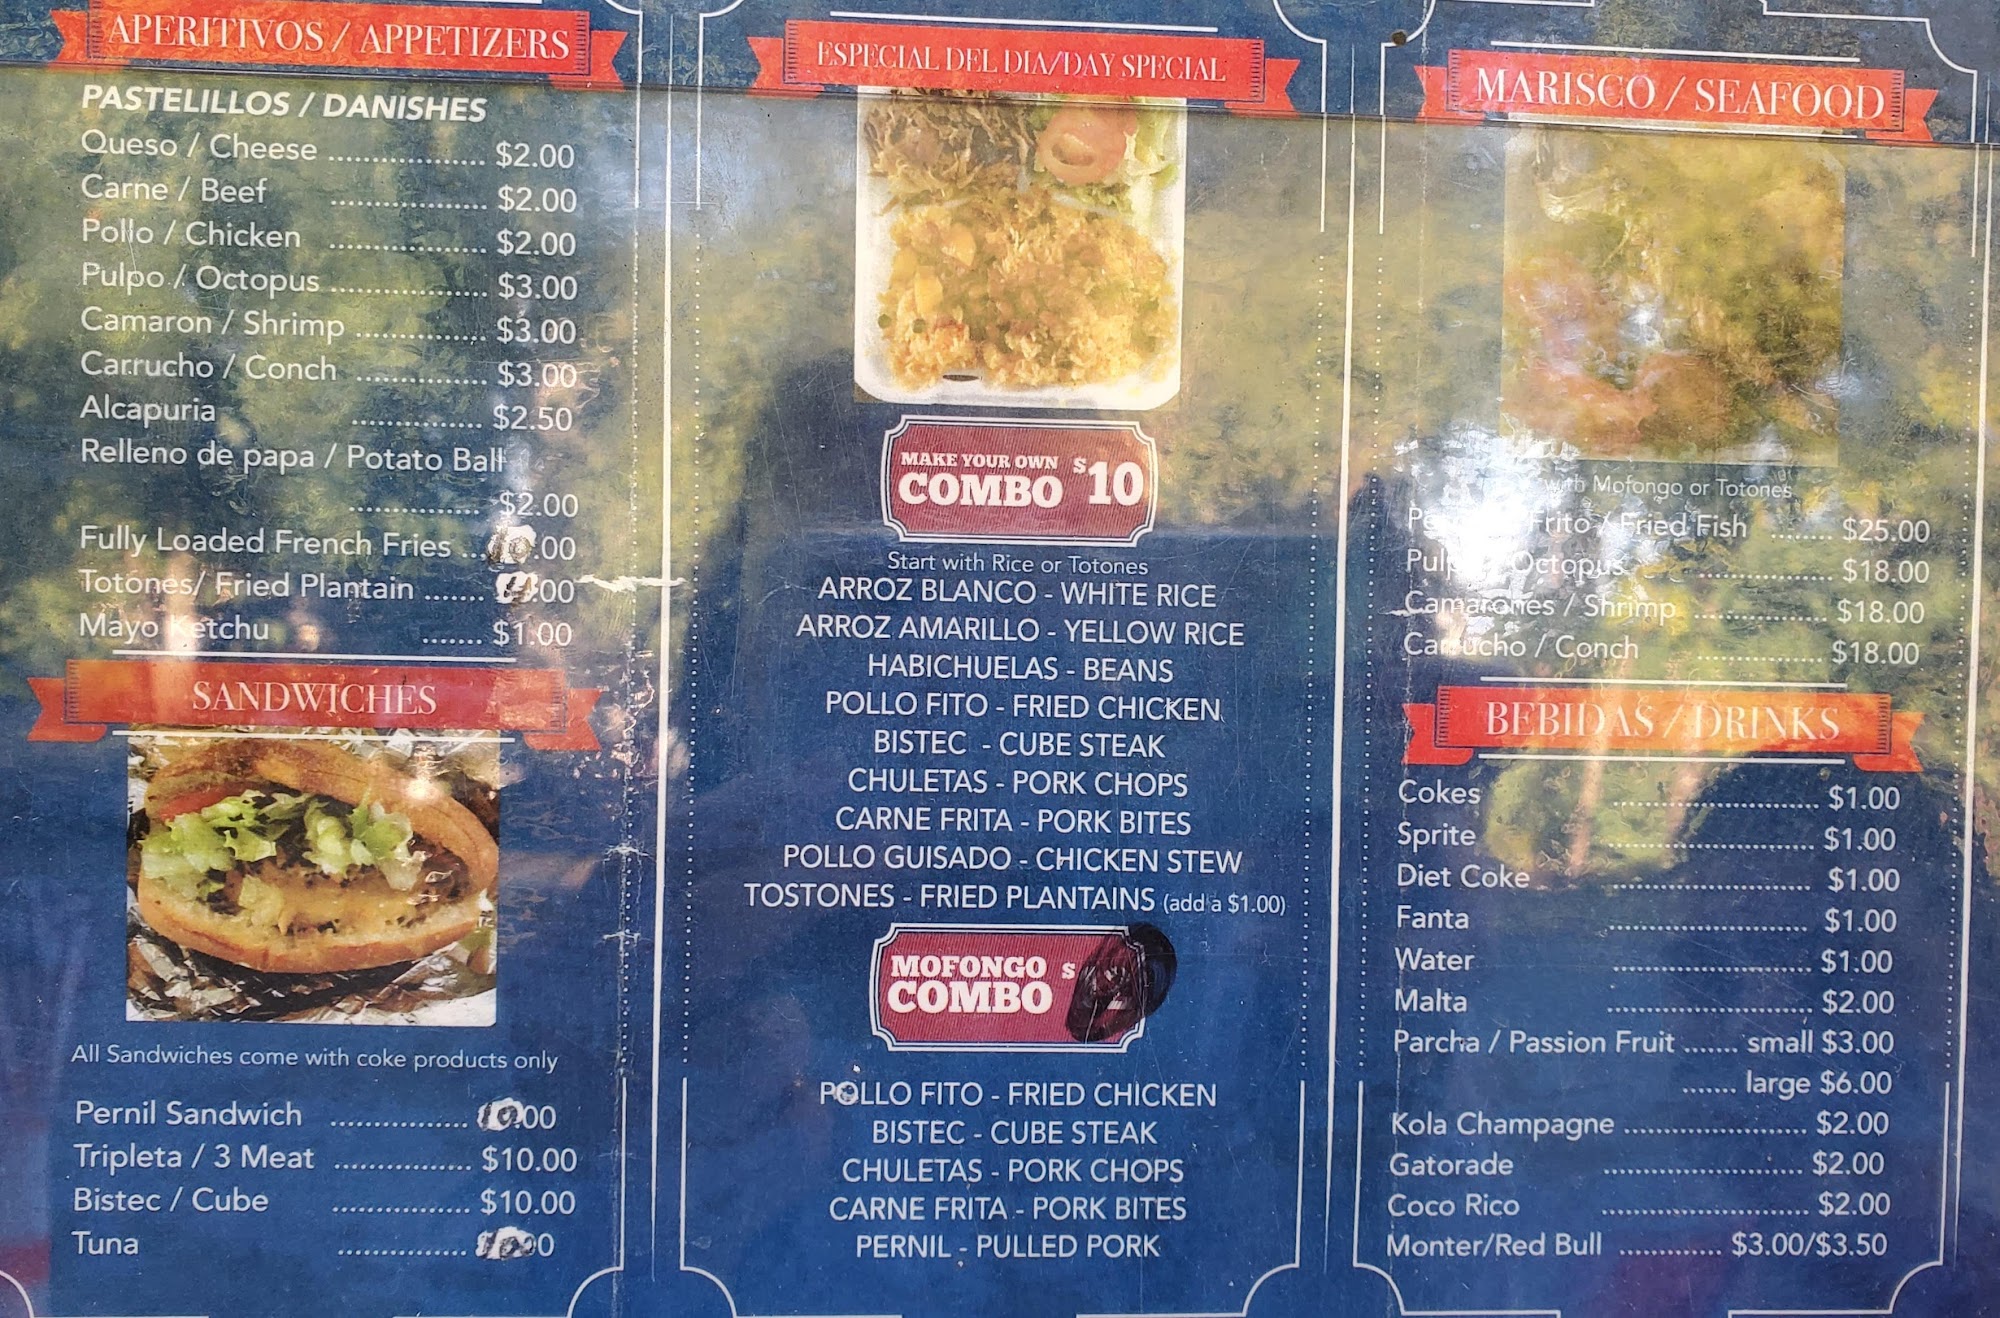 APERITIVOS / APPETIZERS
PASTELILLOS / DANISHES
Queso / Cheese ................... $2.00
Carne / Beef ................... $2.00
Pollo / Chicken ................... $2.00
Pulpo / Octopus ................... $3.00
Camaron / Shrimp ................ $3.00
Carrucho / Conch ................ $3.00
Alcapuria ................ $2.50
Relleno de papa / Potato Ball
................ $2.00
Fully Loaded French Fries ... .00
Totones/ Fried Plantain ....... .00
Mayo Ketchu ....... $1.00
SANDWICHES
All Sandwiches come with coke products only
Pernil Sandwich ................. 10.00
Tripleta / 3 Meat ................. $10.00
Bistec / Cube ................. $10.00
Tuna ................
ESPECIAL DEL DIA/DAY SPECIAL
MAKE YOUR OWN
COMBO $10
Start with Rice or Totones
ARROZ BLANCO - WHITE RICE
ARROZ AMARILLO - YELLOW RICE
HABICHUELAS - BEANS
POLLO FITO - FRIED CHICKEN
BISTEC - CUBE STEAK
CHULETAS - PORK CHOPS
CARNE FRITA - PORK BITES
POLLO GUISADO - CHICKEN STEW
TOSTONES - FRIED PLANTAINS (add a $1.00)
MOFONGO
COMBO $
POLLO FITO - FRIED CHICKEN
BISTEC - CUBE STEAK
CHULETAS - PORK CHOPS
CARNE FRITA - PORK BITES
PERNIL - PULLED PORK
MARISCO / SEAFOOD
with Mofongo or Totones
Frito / Fried Fish ........ $25.00
Octopus ................. $18.00
Camarones / Shrimp ................. $18.00
Carrucho / Conch ................ $18.00
BEBIDAS / DRINKS
Cokes ......................... $1.00
Sprite $1.00
Diet Coke ........................ $1.00
Fanta ........................ $1.00
Water ........................ $1.00
Malta ........................ $2.00
Parcha / Passion Fruit ....... small $3.00
....... large $6.00
Kola Champagne ...................... $2.00
Gatorade ........................ $2.00
Coco Rico ......................... $2.00
Monter/Red Bull ............. $3.00/$3.50